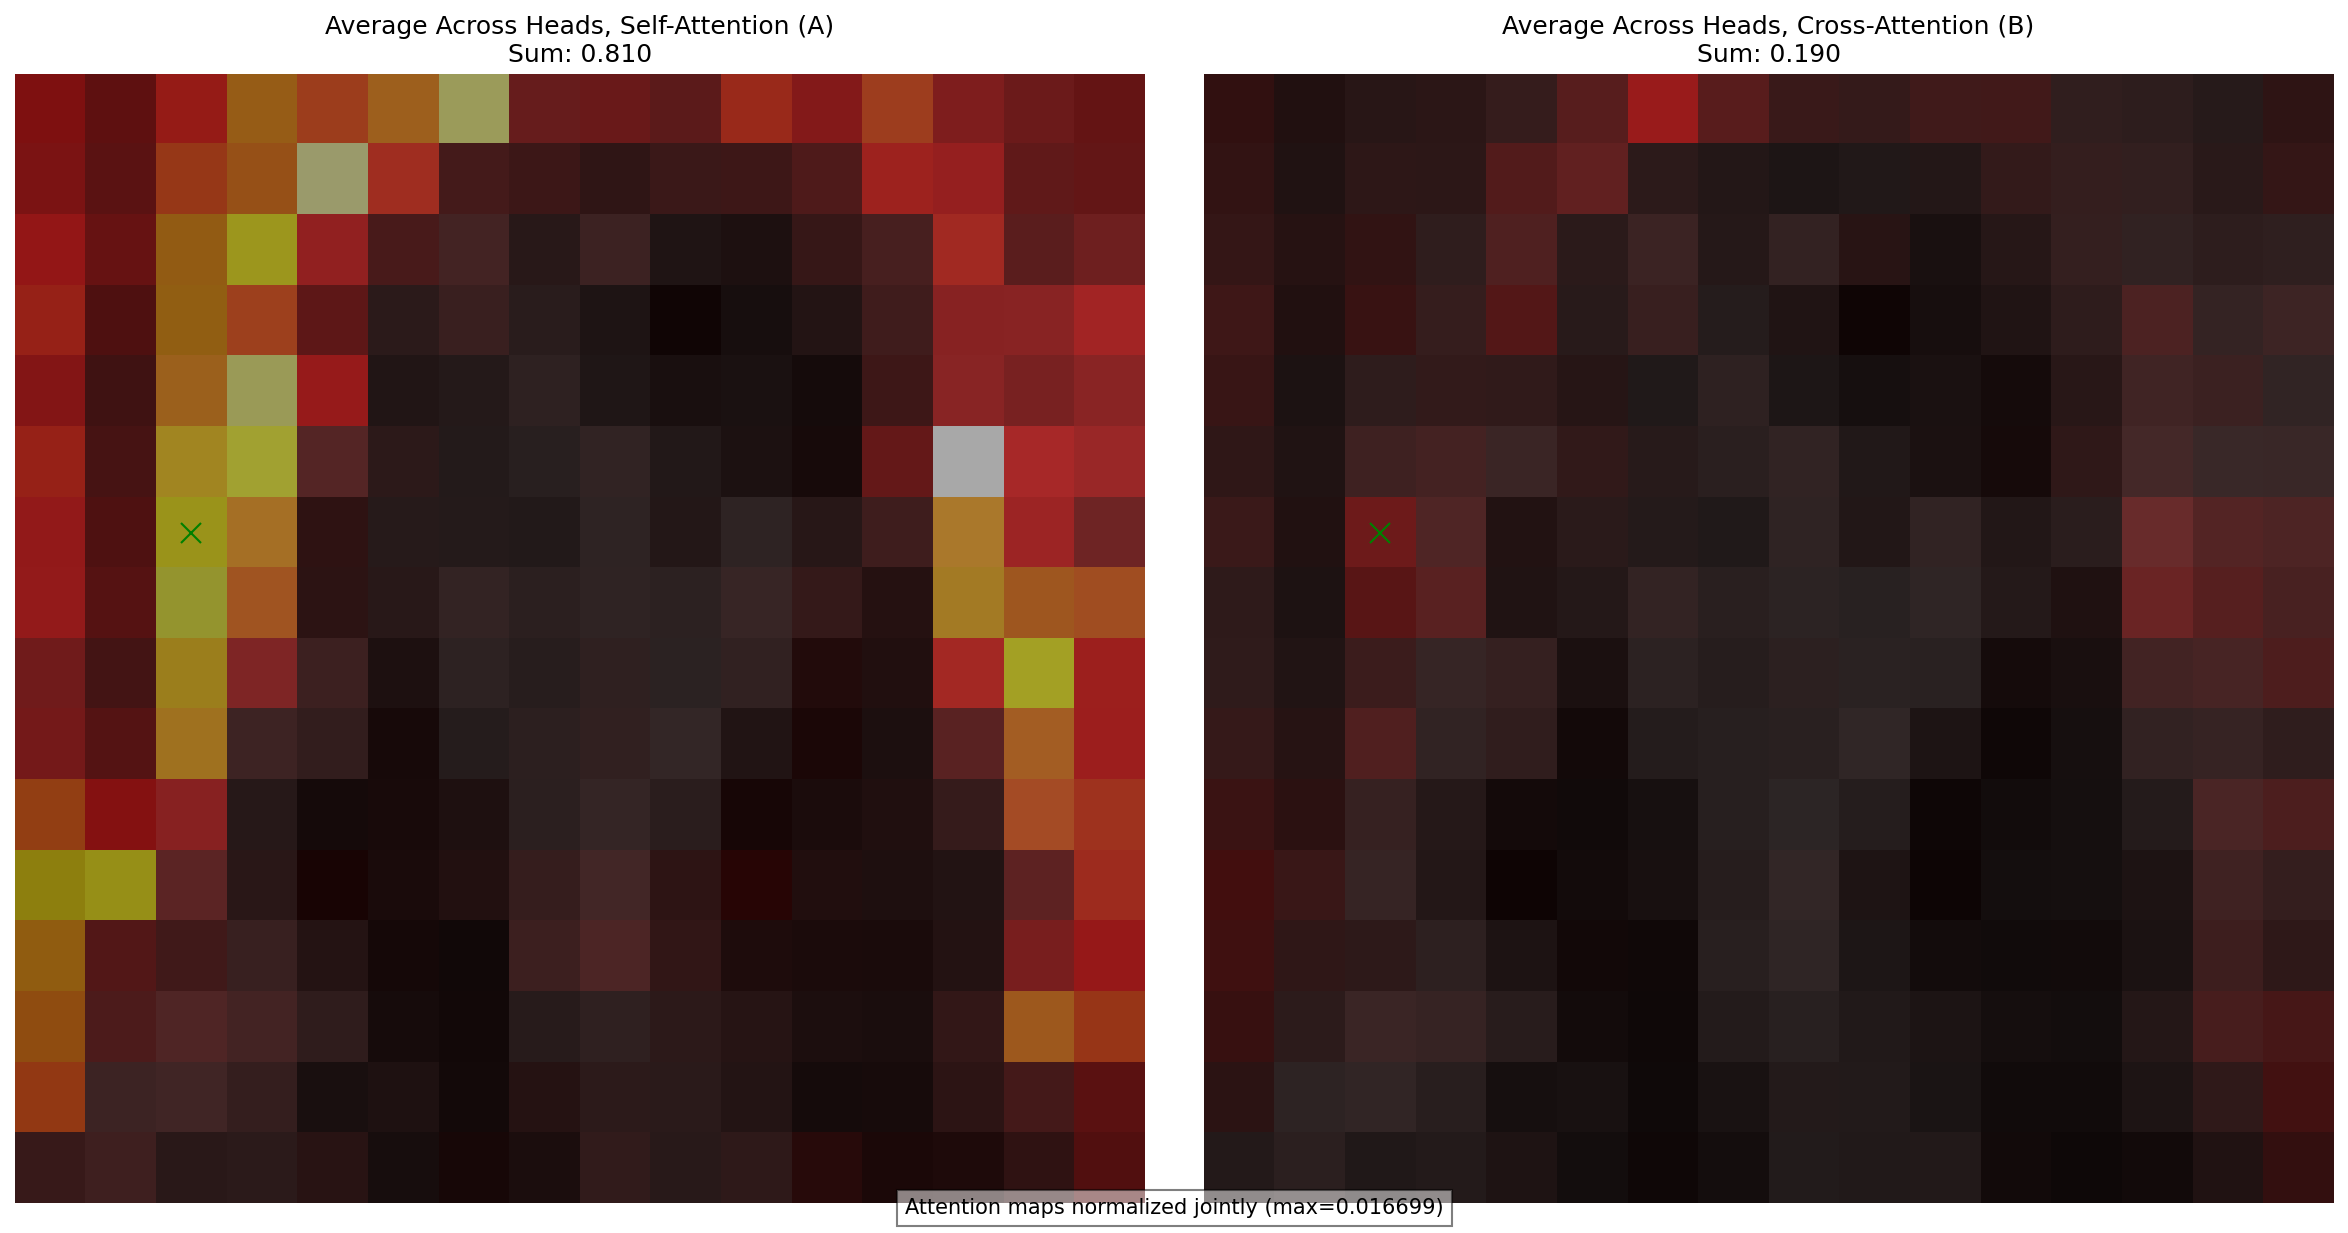 Average Across Heads, Self-Attention (A)
Sum: 0.810
Average Across Heads, Cross-Attention (B)
Sum: 0.190
Attention maps normalized jointly (max=0.016699)